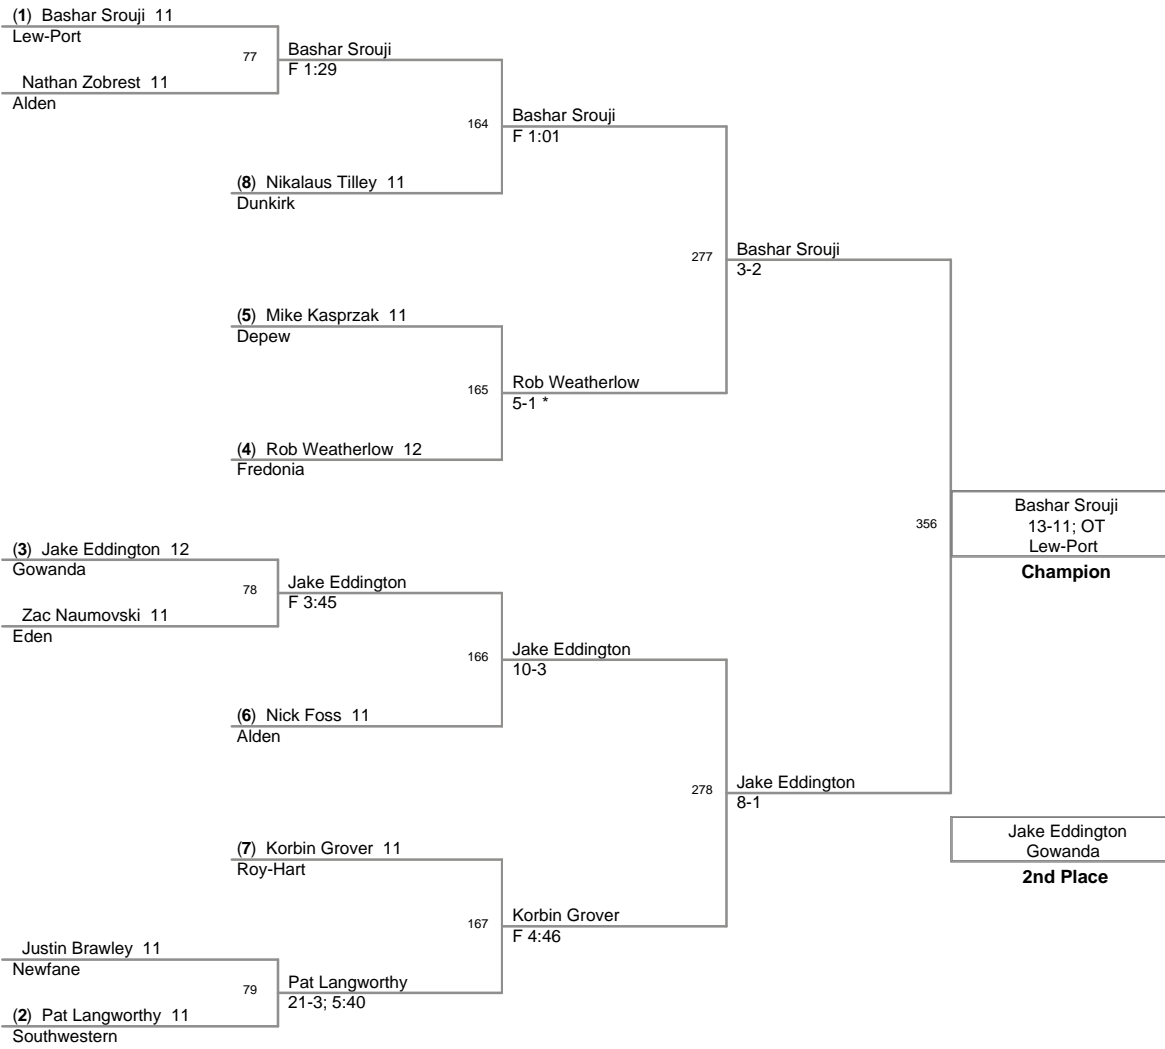 (1) Bashar Srouji 11
Lew-Port
77
Bashar Srouji
F 1:29
Nathan Zobrest 11
Alden
164
Bashar Srouji
F 1:01
(8) Nikalaus Tilley 11
Dunkirk
277
Bashar Srouji
3-2
(5) Mike Kasprzak 11
Depew
165
Rob Weatherlow
5-1 *
(4) Rob Weatherlow 12
Fredonia
356
Bashar Srouji
13-11; OT
Lew-Port
Champion
(3) Jake Eddington 12
Gowanda
78
Jake Eddington
F 3:45
Zac Naumovski 11
Eden
166
Jake Eddington
10-3
(6) Nick Foss 11
Alden
278
Jake Eddington
8-1
Jake Eddington
Gowanda
2nd Place
(7) Korbin Grover 11
Roy-Hart
167
Korbin Grover
F 4:46
Justin Brawley 11
Newfane
79
Pat Langworthy
21-3; 5:40
(2) Pat Langworthy 11
Southwestern